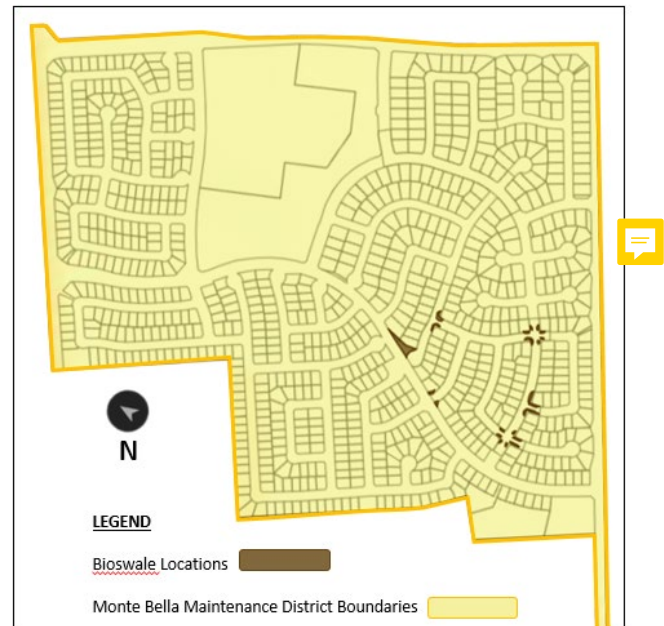 N
LEGEND
Bioswale Locations
Monte Bella Maintenance District Boundaries